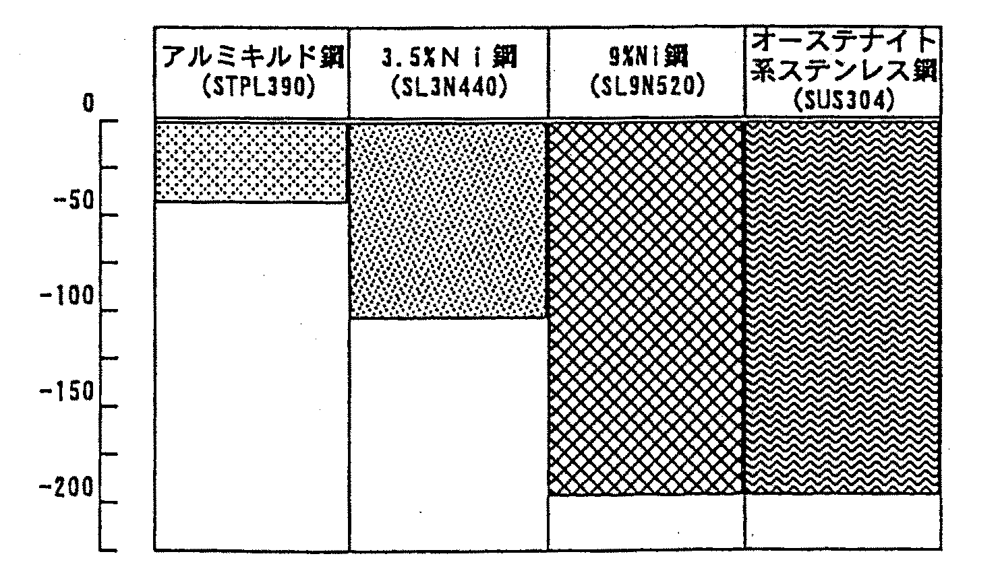 アルミキルド鋼
(STPL390)
3.5%Ni鋼
(SL3N440)
9%Ni鋼
(SL9N520)
オーステナイト
系ステンレス鋼
(SUS304)
0
-50
-100
-150
-200